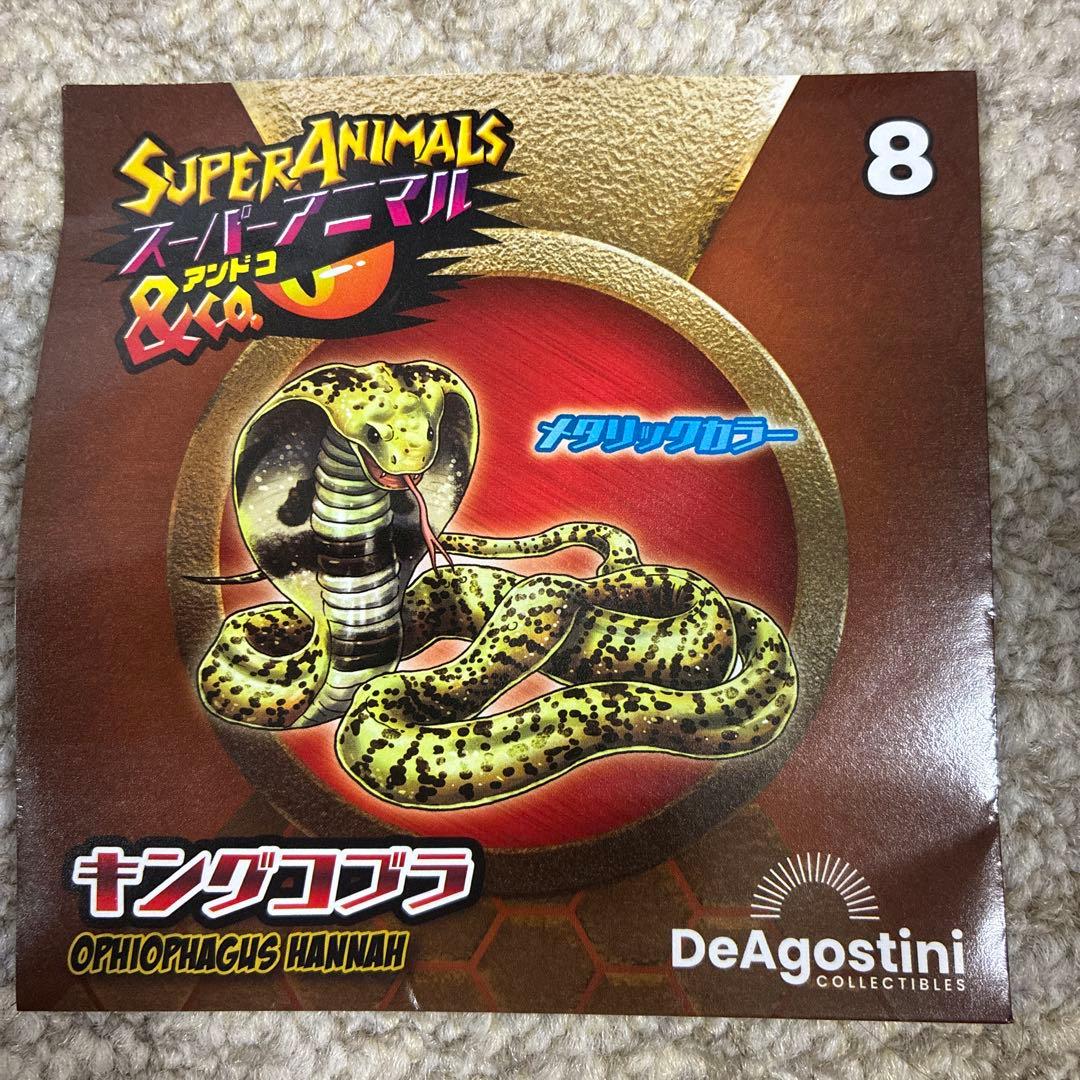 SUPERANIMALS
スーパーアニマル
アンドコ
&CO.
8
メタリックカラー
キングコブラ
OPHIOPHAGUS HANNAH
DeAgostini
COLLECTIBLES